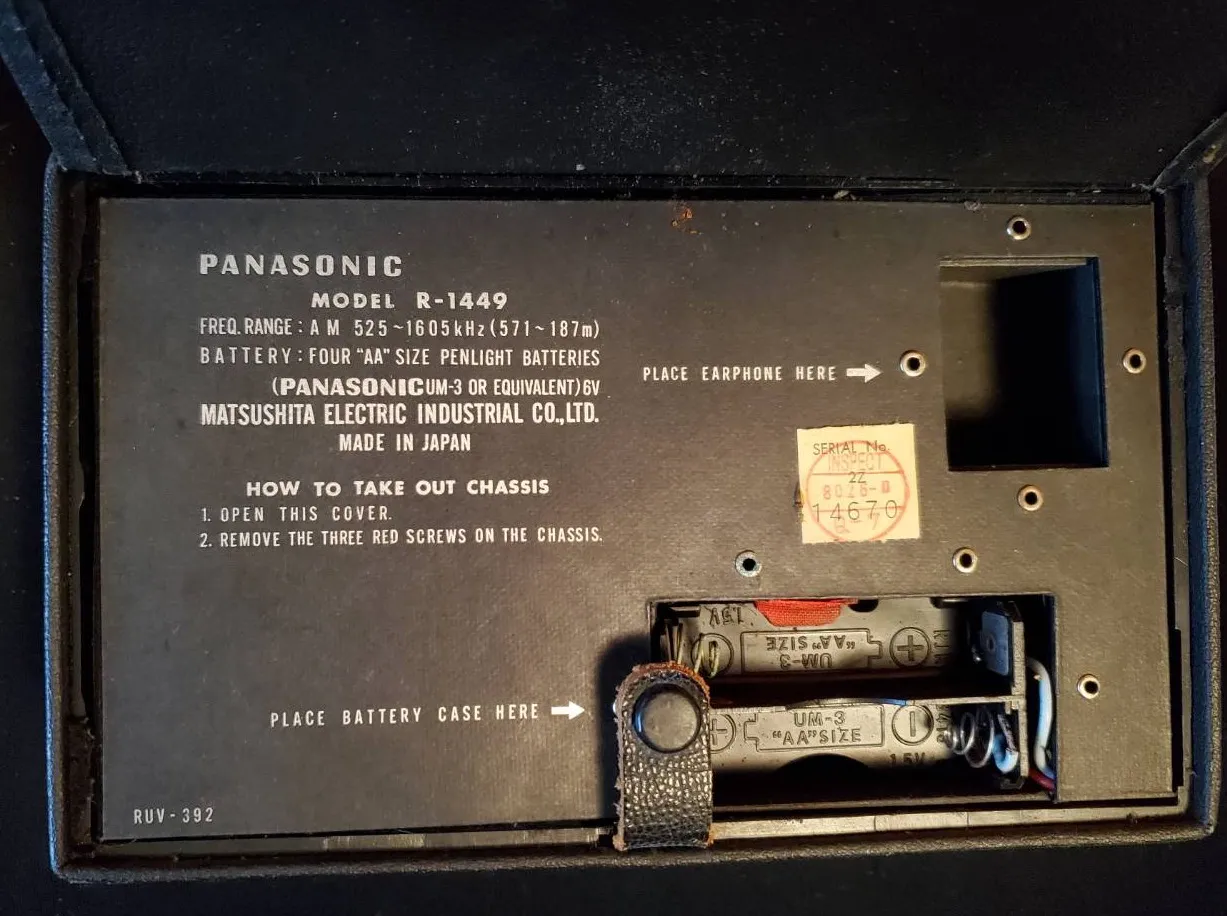 PANASONIC
MODEL R-1449
FREQ. RANGE : AM 525~1605kHz (571~187m)
BATTERY : FOUR "AA" SIZE PENLIGHT BATTERIES
(PANASONIC UM-3 OR EQUIVALENT) 6V
MATSUSHITA ELECTRIC INDUSTRIAL CO.,LTD.
MADE IN JAPAN
HOW TO TAKE OUT CHASSIS
1. OPEN THIS COVER.
2. REMOVE THE THREE RED SCREWS ON THE CHASSIS.
PLACE EARPHONE HERE
SERIAL No.
INSPECT
2Z
14670
1.5V
UM-3
"AA" SIZE
PLACE BATTERY CASE HERE
UM-3
"AA" SIZE
1.5V
RUV-392